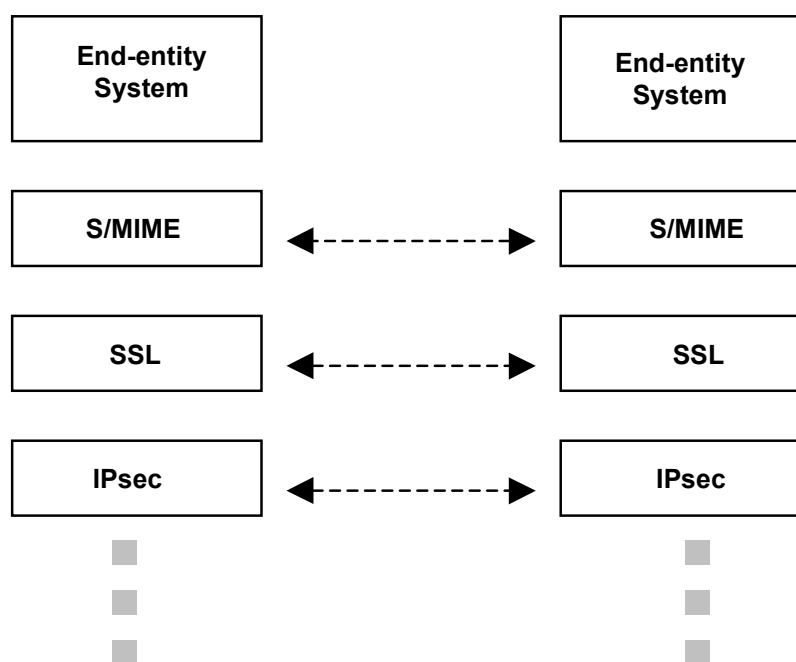 End-entity
System
End-entity
System
S/MIME
S/MIME
SSL
SSL
IPsec
IPsec